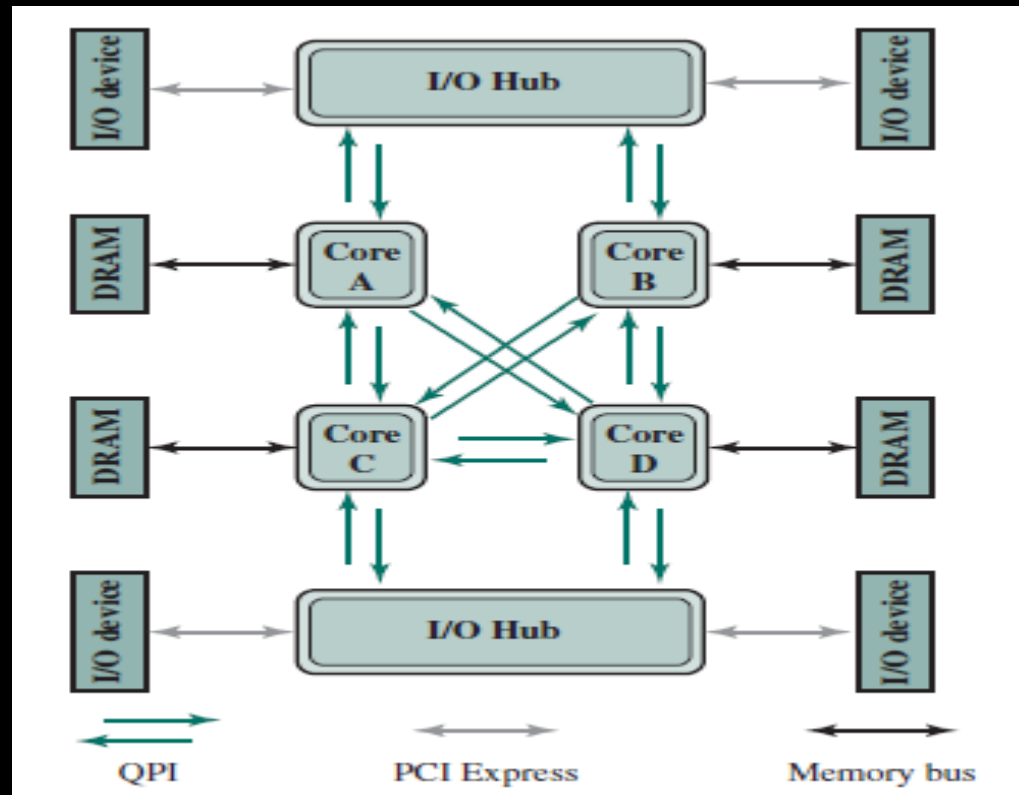 I/O device
I/O Hub
I/O device
DRAM
Core
A
Core
B
DRAM
DRAM
Core
C
Core
D
DRAM
I/O device
I/O Hub
I/O device
QPI
PCI Express
Memory bus